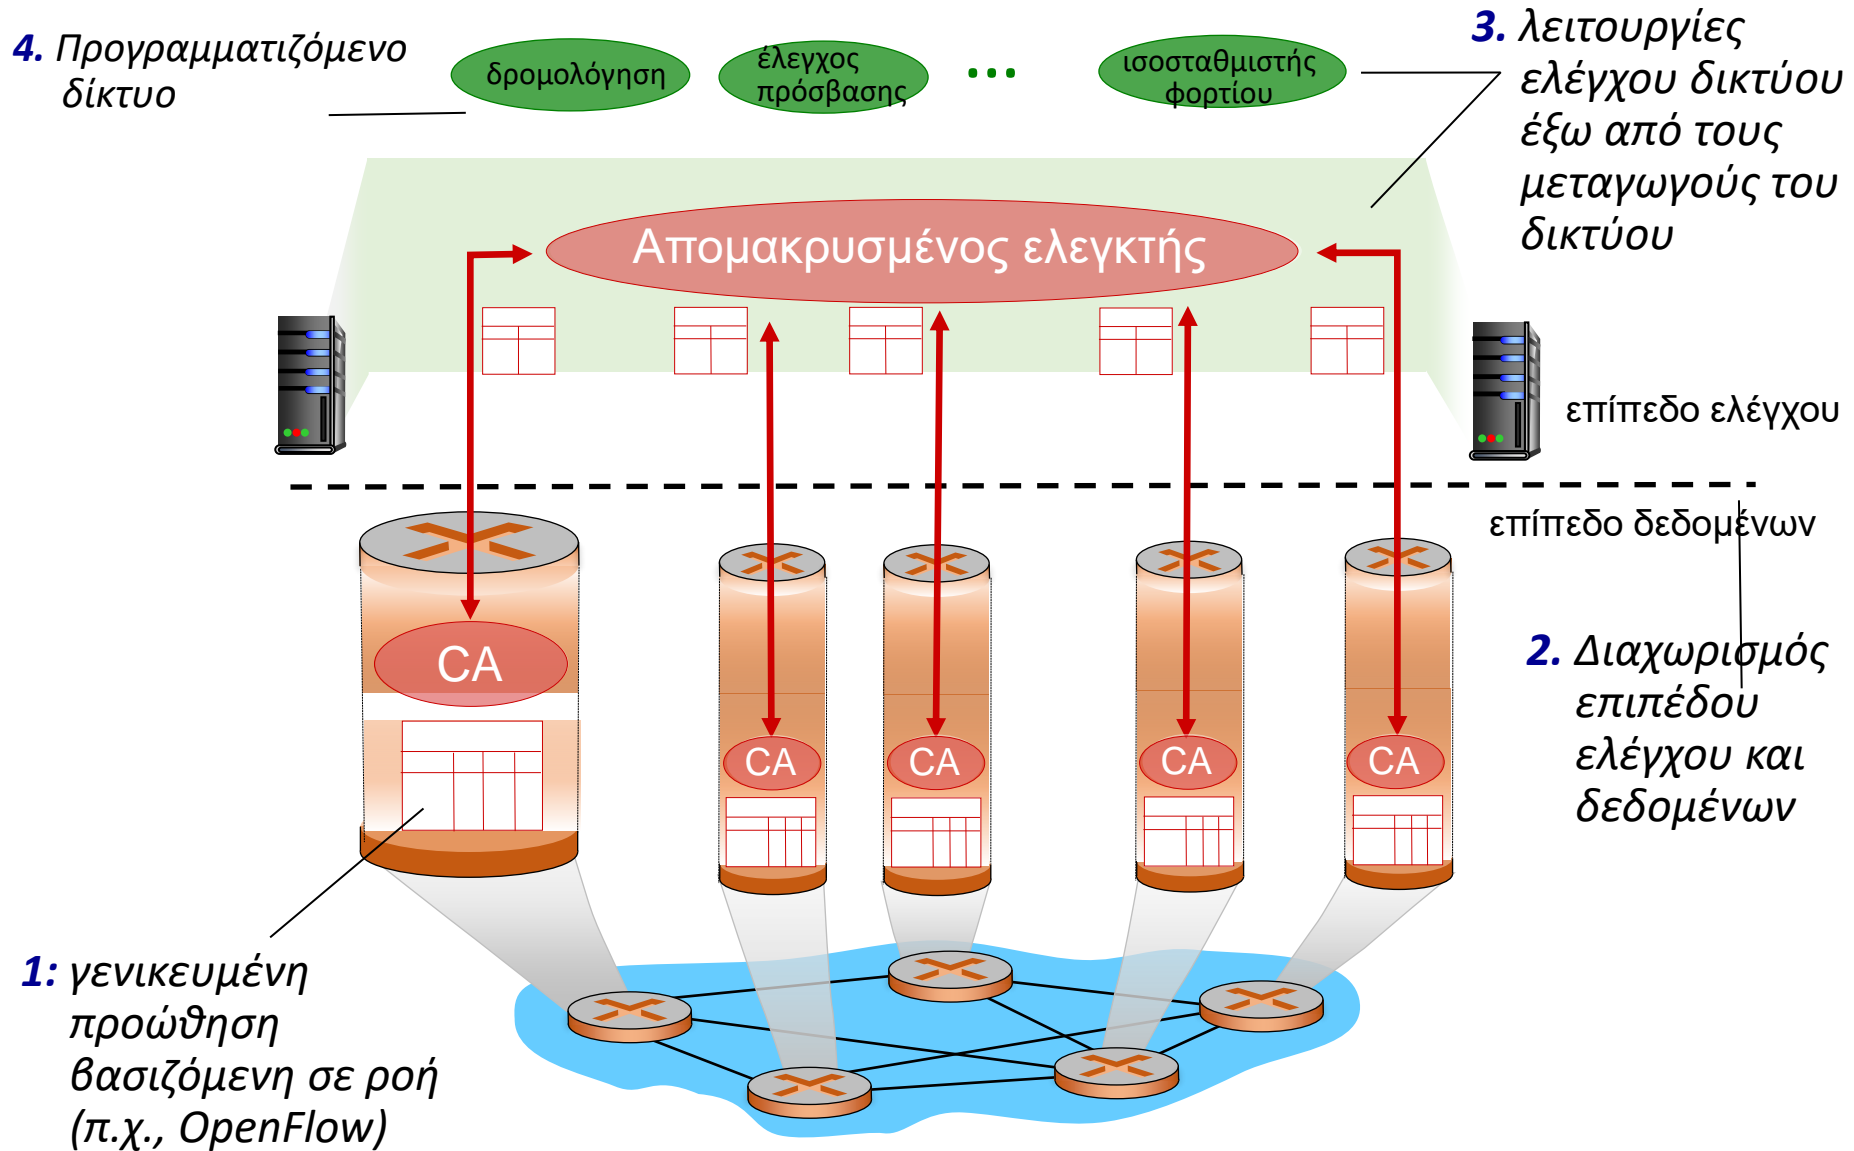 4. Προγραμματιζόμενο
δίκτυο
δρομολόγηση
έλεγχος
πρόσβασης
...
ισοσταθμιστής
φορτίου
3. λειτουργίες
ελέγχου δικτύου
έξω από τους
μεταγωγούς του
δικτύου
Απομακρυσμένος ελεγκτής
επίπεδο ελέγχου
επίπεδο δεδομένων
CA
CA
CA
CA
CA
2. Διαχωρισμός
επιπέδου
ελέγχου και
δεδομένων
1: γενικευμένη
προώθηση
βασιζόμενη σε ροή
(π.χ., OpenFlow)